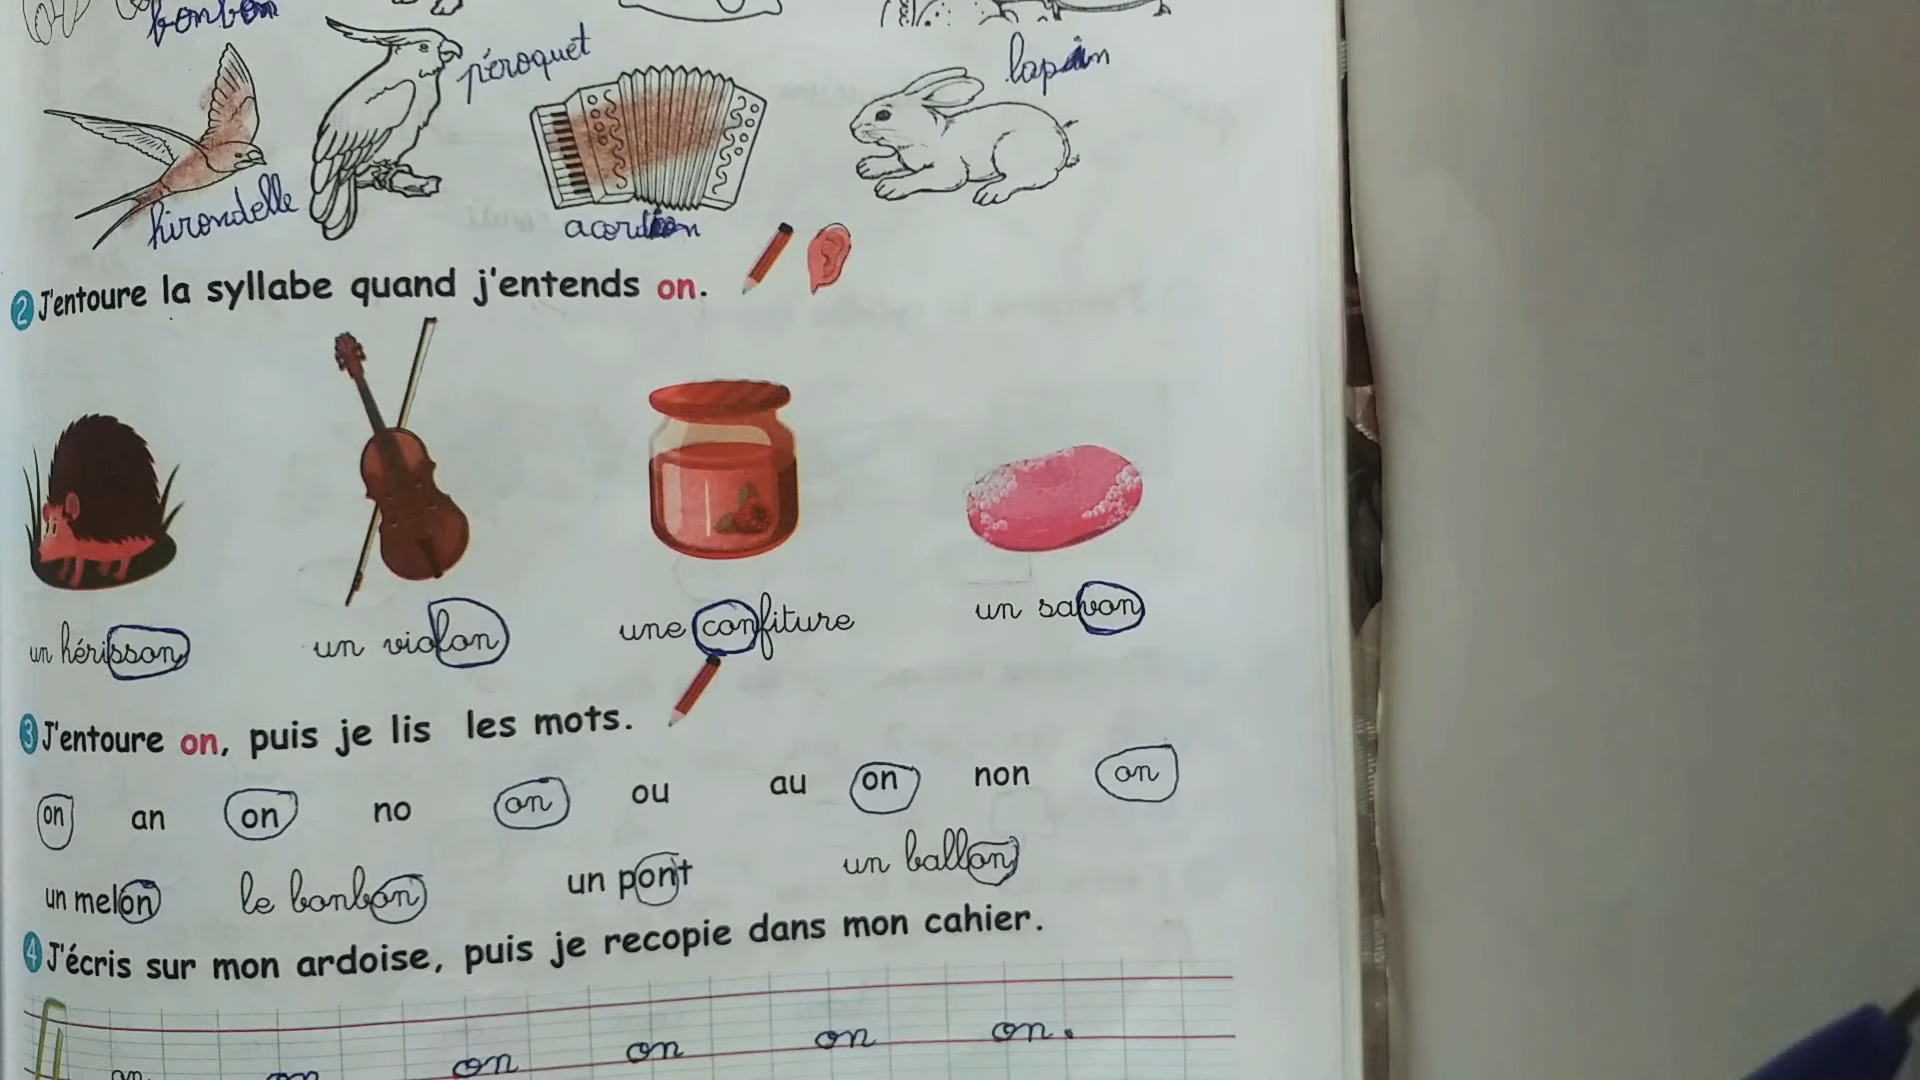 bonbon
péroquet
lapin
hirondelle
acordéon
2 J'entoure la syllabe quand j'entends on.
un hérisson un violon une confiture un savon
3 J'entoure on, puis je lis les mots.
on an on no on ou au on non on
un melon le bonbon un pont un ballon
4 J'écris sur mon ardoise, puis je recopie dans mon cahier.
on on on on on on.